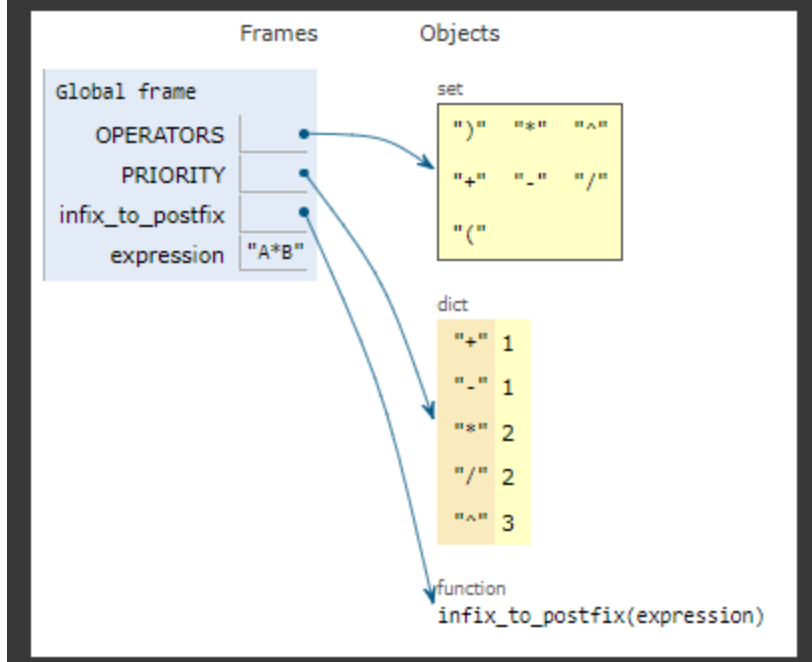 Frames Objects
Global frame
OPERATORS
PRIORITY
infix_to_postfix
expression "A*B"
set
")" "*" "^"
"+" "-" "/"
"("
dict
"+" 1
"-" 1
"*" 2
"/" 2
"^" 3
function
infix_to_postfix(expression)